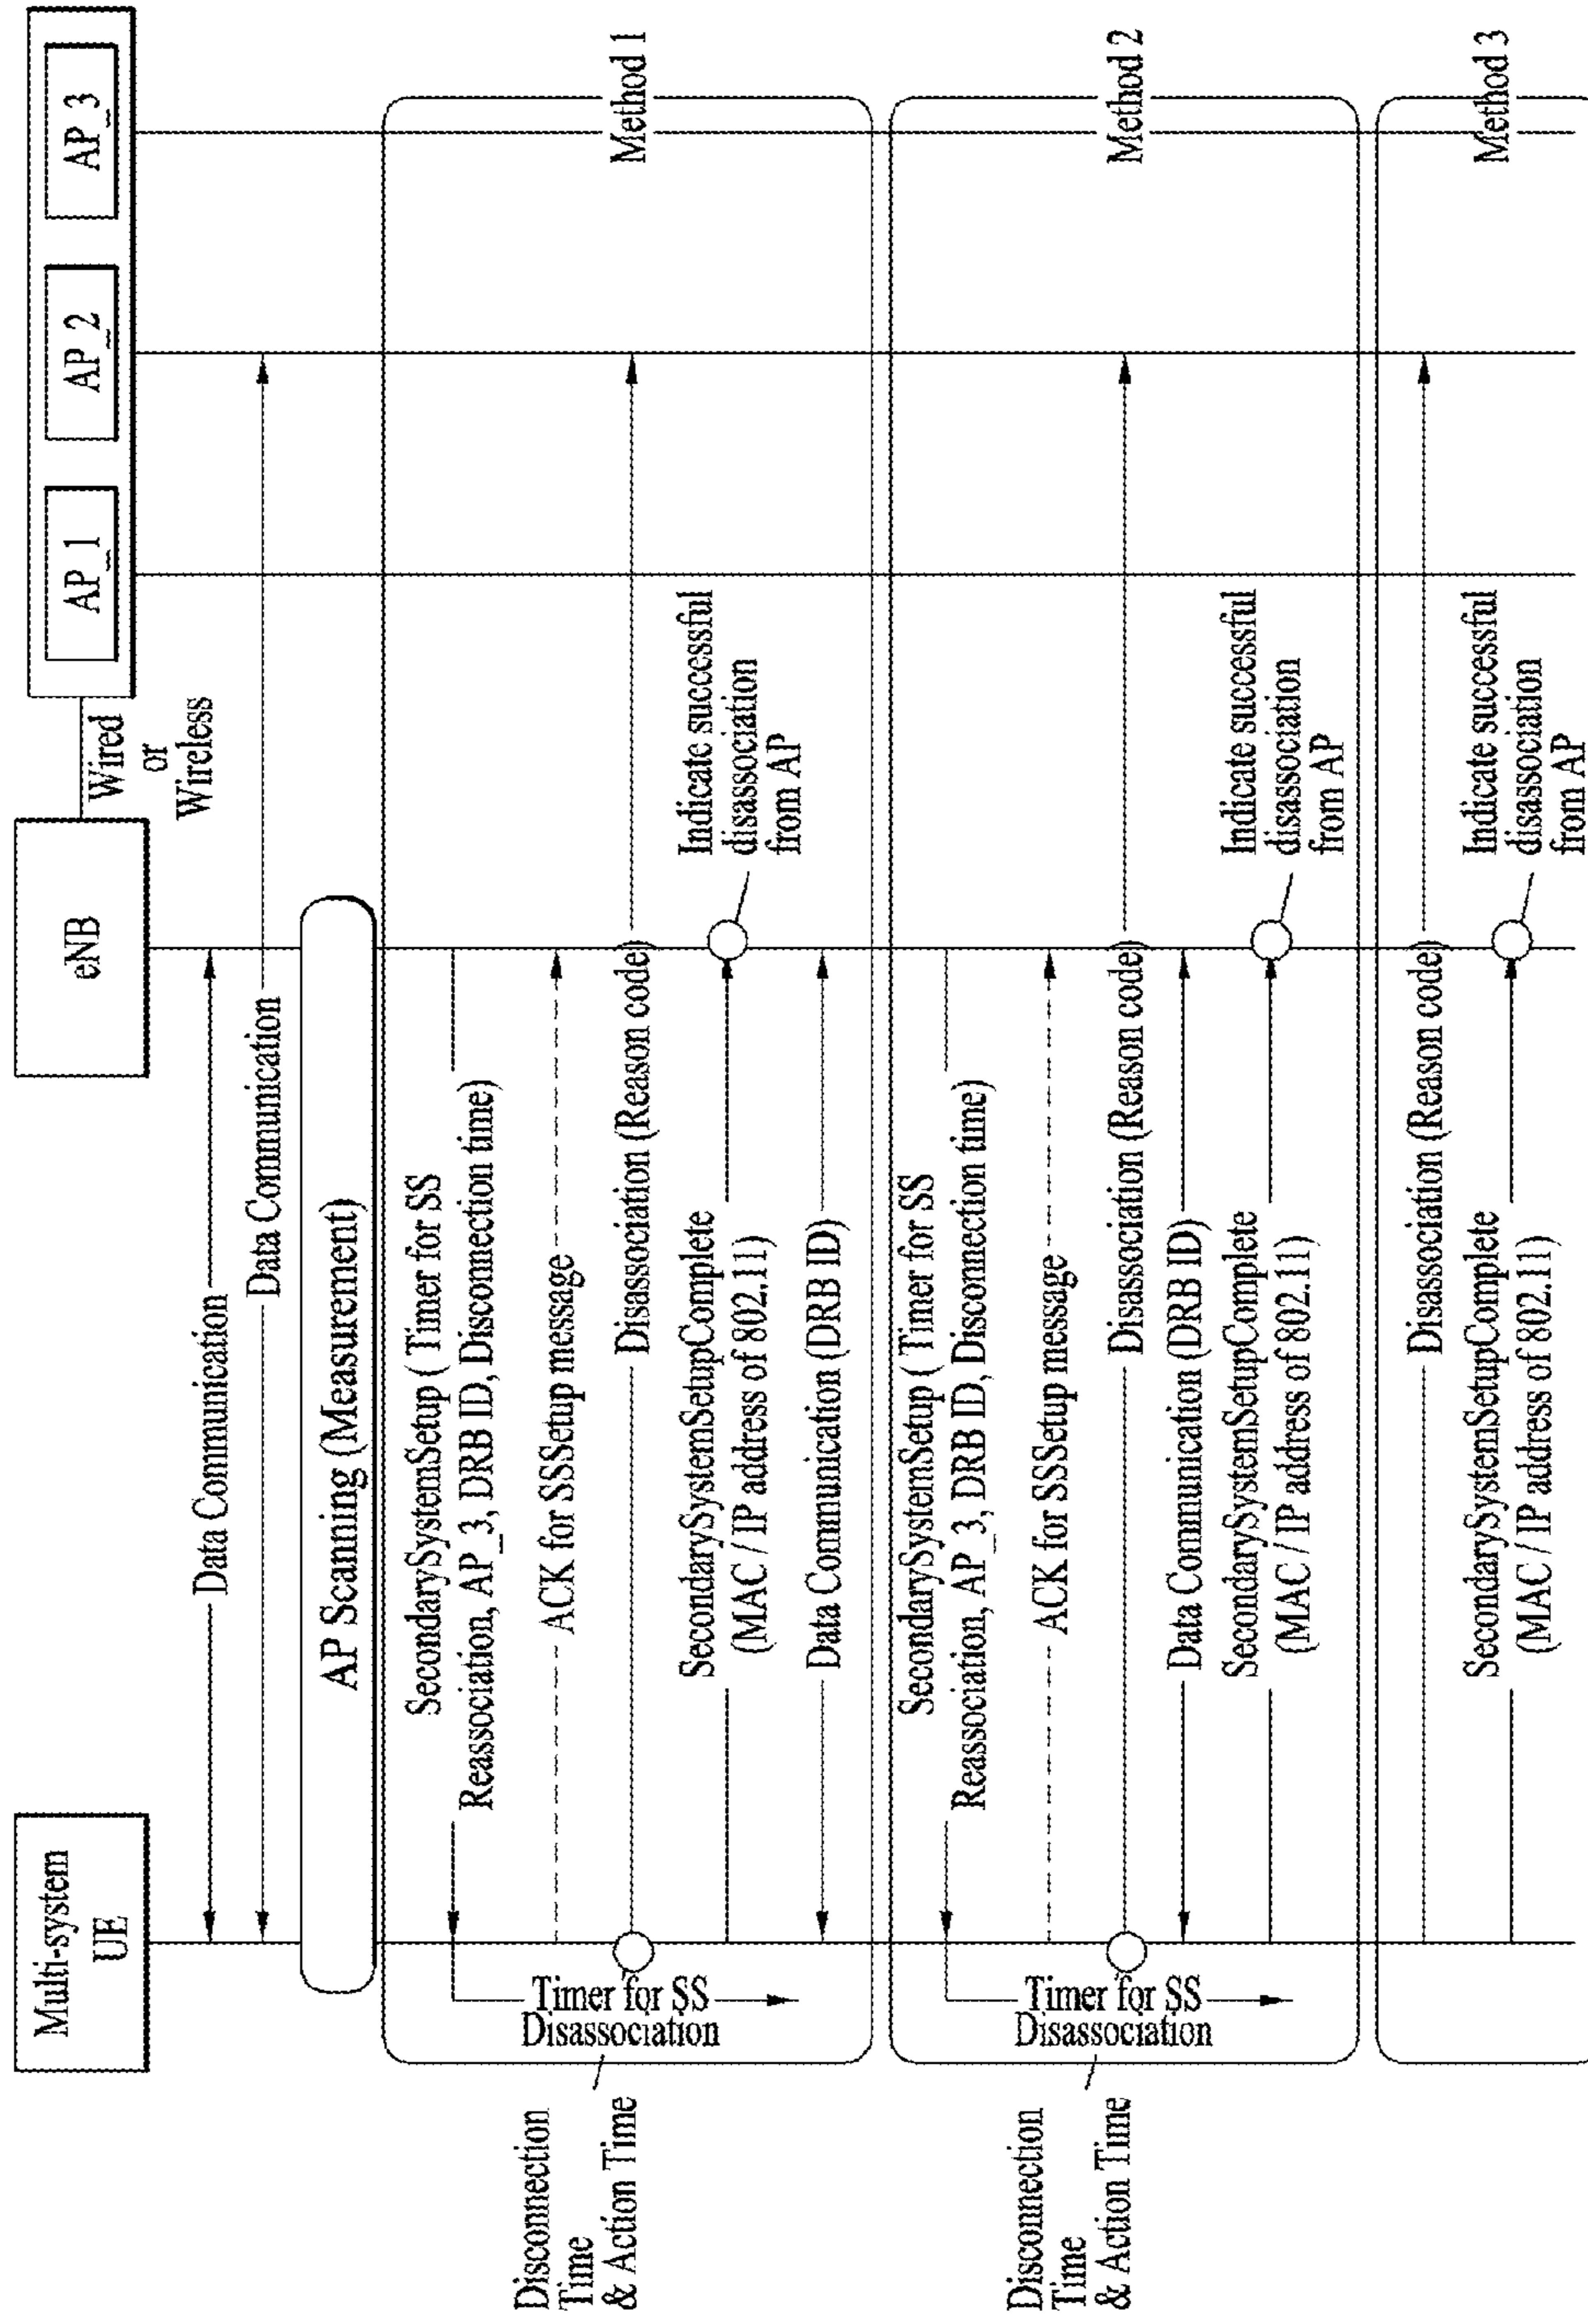 Multi-system
UE
eNB
Wired
or
Wireless
AP_1
AP_2
AP_3
Data Communication
Data Communication
AP Scanning (Measurement)
SecondarySystemSetup ( Timer for SS
Reassociation, AP_3, DRB ID, Disconnection time)
ACK for SSSetup message
Disassociation (Reason code)
Timer for SS
Disassociation
Disconnection
Time
& Action Time
SecondarySystemSetupComplete
(MAC / IP address of 802.11)
Indicate successful
disassociation
from AP
Data Communication (DRB ID)
Method 1
SecondarySystemSetup ( Timer for SS
Reassociation, AP_3, DRB ID, Disconnection time)
ACK for SSSetup message
Disassociation (Reason code)
Timer for SS
Disassociation
Disconnection
Time
& Action Time
Data Communication (DRB ID)
SecondarySystemSetupComplete
(MAC / IP address of 802.11)
Indicate successful
disassociation
from AP
Method 2
Disassociation (Reason code)
SecondarySystemSetupComplete
(MAC / IP address of 802.11)
Indicate successful
disassociation
from AP
Method 3